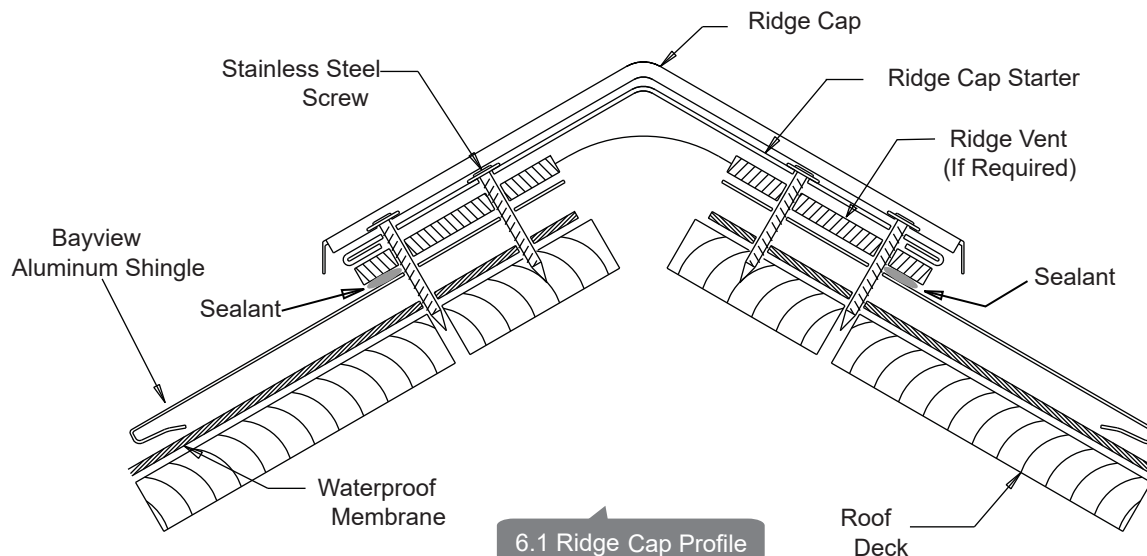 Ridge Cap
Stainless Steel
Screw
Ridge Cap Starter
Ridge Vent
(If Required)
Bayview
Aluminum Shingle
Sealant
Sealant
Waterproof
Membrane
Roof
Deck
6.1 Ridge Cap Profile